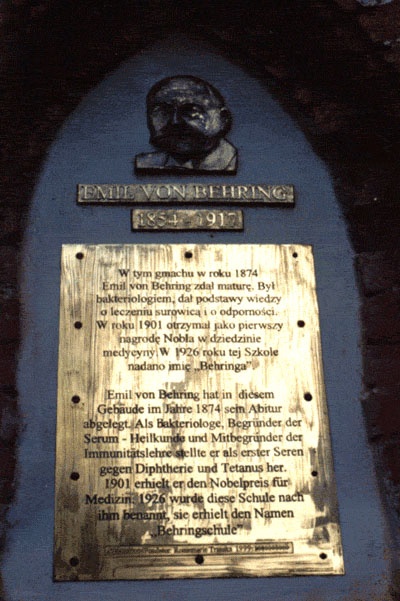 EMIL VON BEHRING
1854 - 1917
W tym gmachu w roku 1874
Emil von Behring zdał maturę. Był
bakteriologiem, dał podstawy wiedzy
o leczeniu surowicą i o odporności.
W roku 1901 otrzymał jako pierwszy
nagrodę Nobla w dziedzinie
medycyny. W 1926 roku tej Szkole
nadano imię „Behringa”.
Emil von Behring hat in diesem
Gebäude im Jahre 1874 sein Abitur
abgelegt. Als Bakteriologe, Begründer der
Serum - Heilkunde und Mitbegründer der
Immunitätslehre stellte er als erster Seren
gegen Diphtherie und Tetanus her.
1901 erhielt er den Nobelpreis für
Medizin. 1926 wurde diese Schule nach
ihm benannt, sie erhielt den Namen
„Behringschule”